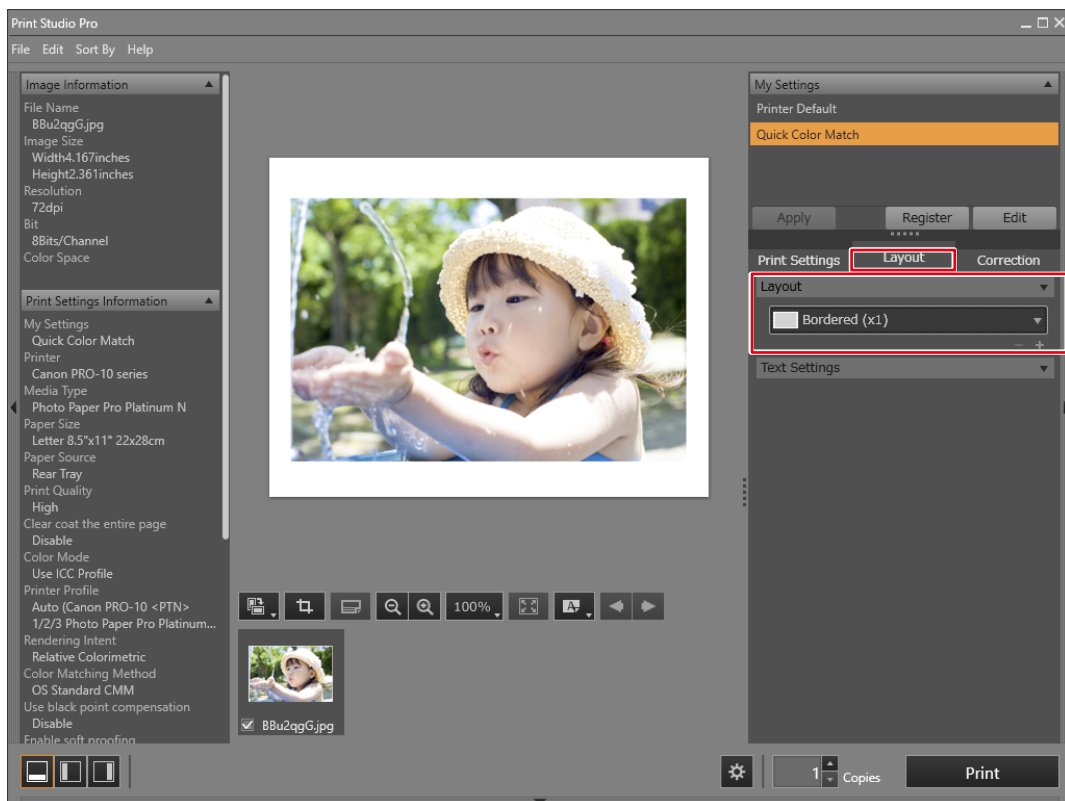 Print Studio Pro
File Edit Sort By Help
Image Information
File Name
BBu2qgG.jpg
Image Size
Width4.167inches
Height2.361inches
Resolution
72dpi
Bit
8Bits/Channel
Color Space
Print Settings Information
My Settings
Quick Color Match
Printer
Canon PRO-10 series
Media Type
Photo Paper Pro Platinum N
Paper Size
Letter 8.5"x11" 22x28cm
Paper Source
Rear Tray
Print Quality
High
Clear coat the entire page
Disable
Color Mode
Use ICC Profile
Printer Profile
Auto (Canon PRO-10 <PTN>
1/2/3 Photo Paper Pro Platinum...
Rendering Intent
Relative Colorimetric
Color Matching Method
OS Standard CMM
Use black point compensation
Disable
Enable soft proofing
100%
A
BBu2qgG.jpg
My Settings
Printer Default
Quick Color Match
Apply Register Edit
Print Settings Layout Correction
Layout
Bordered (x1)
Text Settings
1 Copies Print